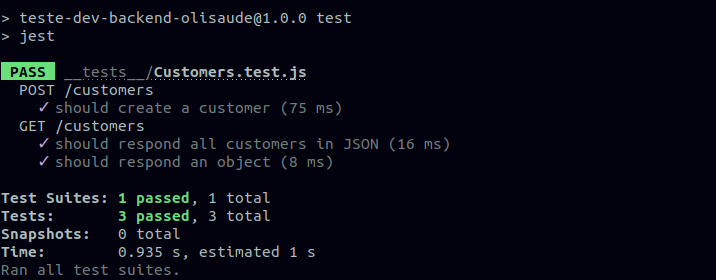 > teste-dev-backend-olisaude@1.0.0 test
> jest
PASS __tests__/Customers.test.js
POST /customers
✓ should create a customer (75 ms)
GET /customers
✓ should respond all customers in JSON (16 ms)
✓ should respond an object (8 ms)
Test Suites: 1 passed, 1 total
Tests: 3 passed, 3 total
Snapshots: 0 total
Time: 0.935 s, estimated 1 s
Ran all test suites.